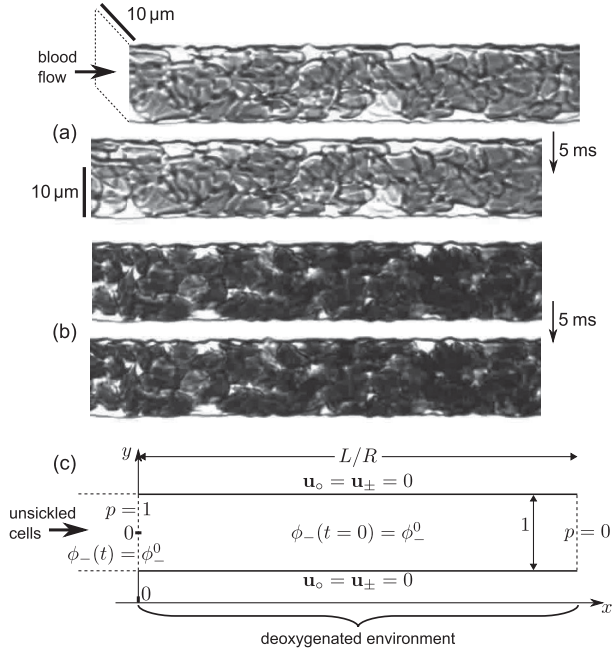 10 μm
blood
flow
(a)
5 ms
10 μm
(b)
5 ms
(c)
y
L/R
u∘ = u± = 0
unsickled
cells
p = 1
0
ϕ−(t) = ϕ−⁰
ϕ−(t = 0) = ϕ−⁰
1
p = 0
u∘ = u± = 0
0
x
deoxygenated environment